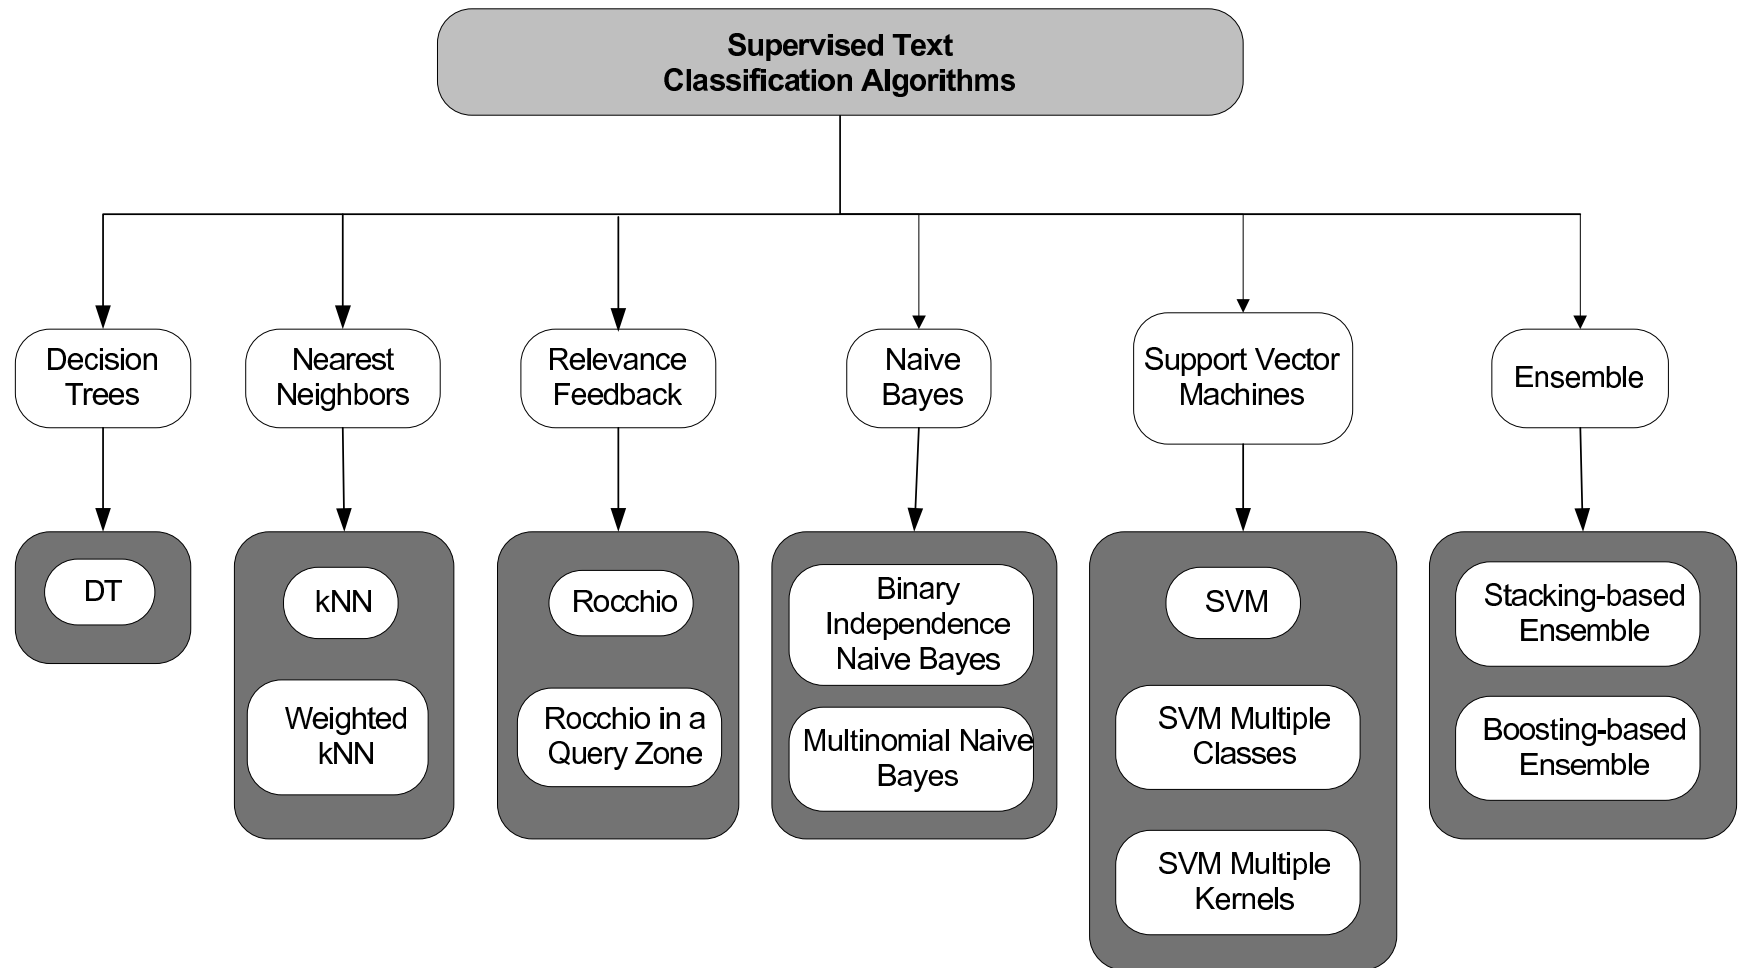 Supervised Text
Classification Algorithms
Decision
Trees
Nearest
Neighbors
Relevance
Feedback
Naive
Bayes
Support Vector
Machines
Ensemble
DT
kNN
Weighted
kNN
Rocchio
Rocchio in a
Query Zone
Binary
Independence
Naive Bayes
Multinomial Naive
Bayes
SVM
SVM Multiple
Classes
SVM Multiple
Kernels
Stacking-based
Ensemble
Boosting-based
Ensemble